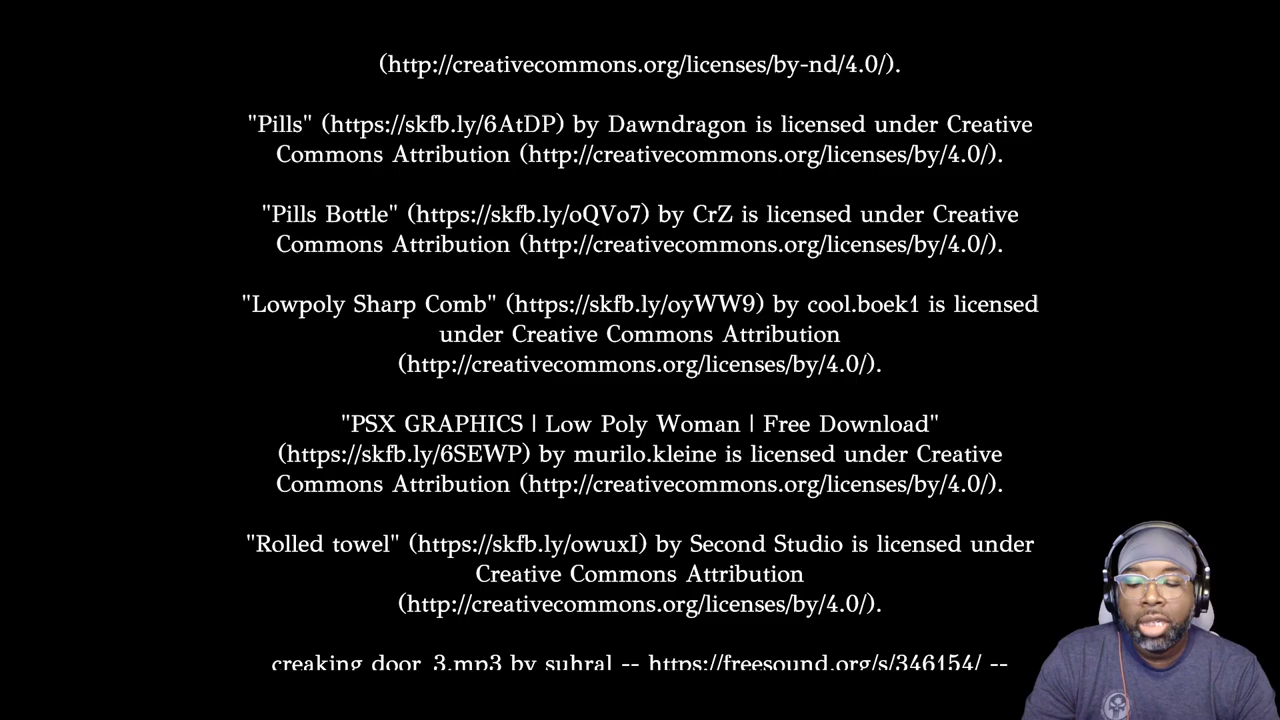 (http://creativecommons.org/licenses/by-nd/4.0/).
"Pills" (https://skfb.ly/6AtDP) by Dawndragon is licensed under Creative
Commons Attribution (http://creativecommons.org/licenses/by/4.0/).
"Pills Bottle" (https://skfb.ly/oQVo7) by CrZ is licensed under Creative
Commons Attribution (http://creativecommons.org/licenses/by/4.0/).
"Lowpoly Sharp Comb" (https://skfb.ly/oyWW9) by cool.boek1 is licensed
under Creative Commons Attribution
(http://creativecommons.org/licenses/by/4.0/).
"PSX GRAPHICS | Low Poly Woman | Free Download"
(https://skfb.ly/6SEWP) by murilo.kleine is licensed under Creative
Commons Attribution (http://creativecommons.org/licenses/by/4.0/).
"Rolled towel" (https://skfb.ly/owuxI) by Second Studio is licensed under
Creative Commons Attribution
(http://creativecommons.org/licenses/by/4.0/).
creaking door_3.mp3 by suhral -- https://freesound.org/s/346154/ --